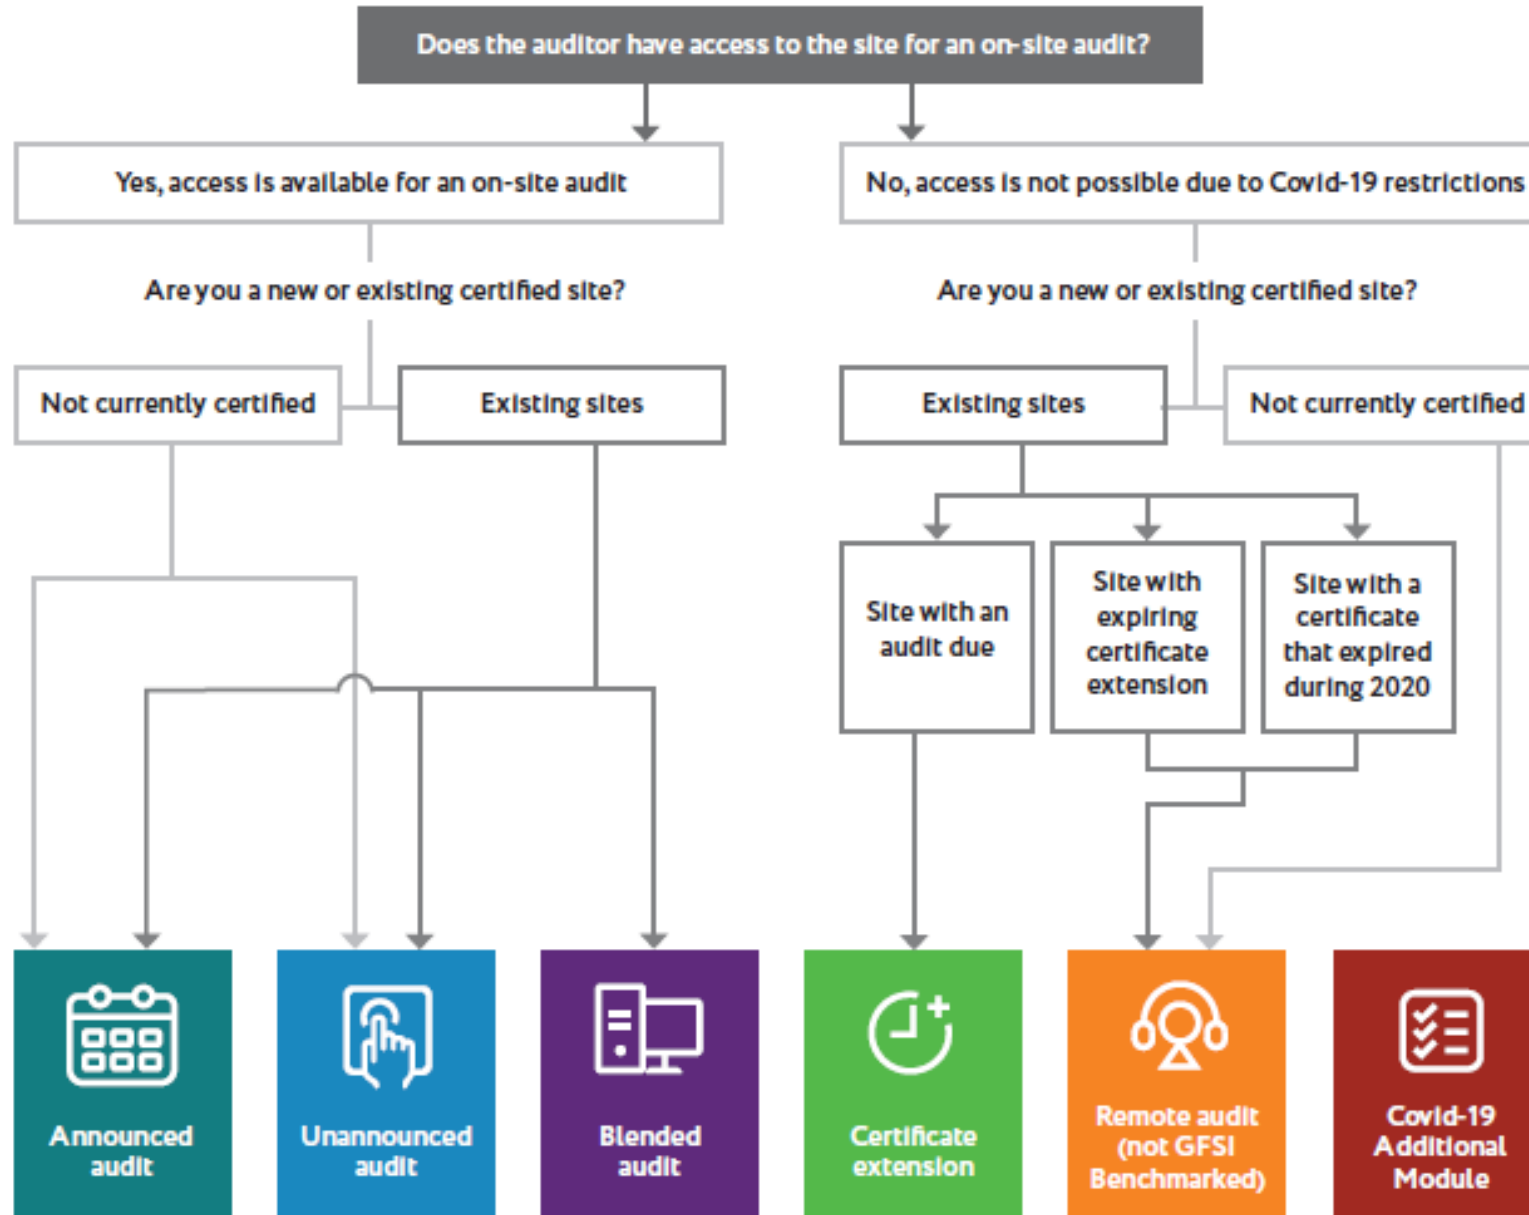 Does the auditor have access to the site for an on-site audit?
Yes, access is available for an on-site audit
No, access is not possible due to Covid-19 restrictions
Are you a new or existing certified site?
Are you a new or existing certified site?
Not currently certified
Existing sites
Existing sites
Not currently certified
Site with an
audit due
Site with
expiring
certificate
extension
Site with a
certificate
that expired
during 2020
Announced
audit
Unannounced
audit
Blended
audit
Certificate
extension
Remote audit
(not GFSI
Benchmarked)
Covid-19
Additional
Module